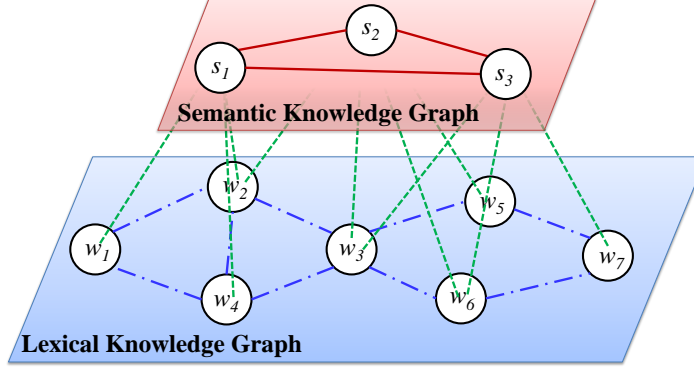 s2
s1
s3
Semantic Knowledge Graph
w2
w5
w1
w3
w7
w4
w6
Lexical Knowledge Graph